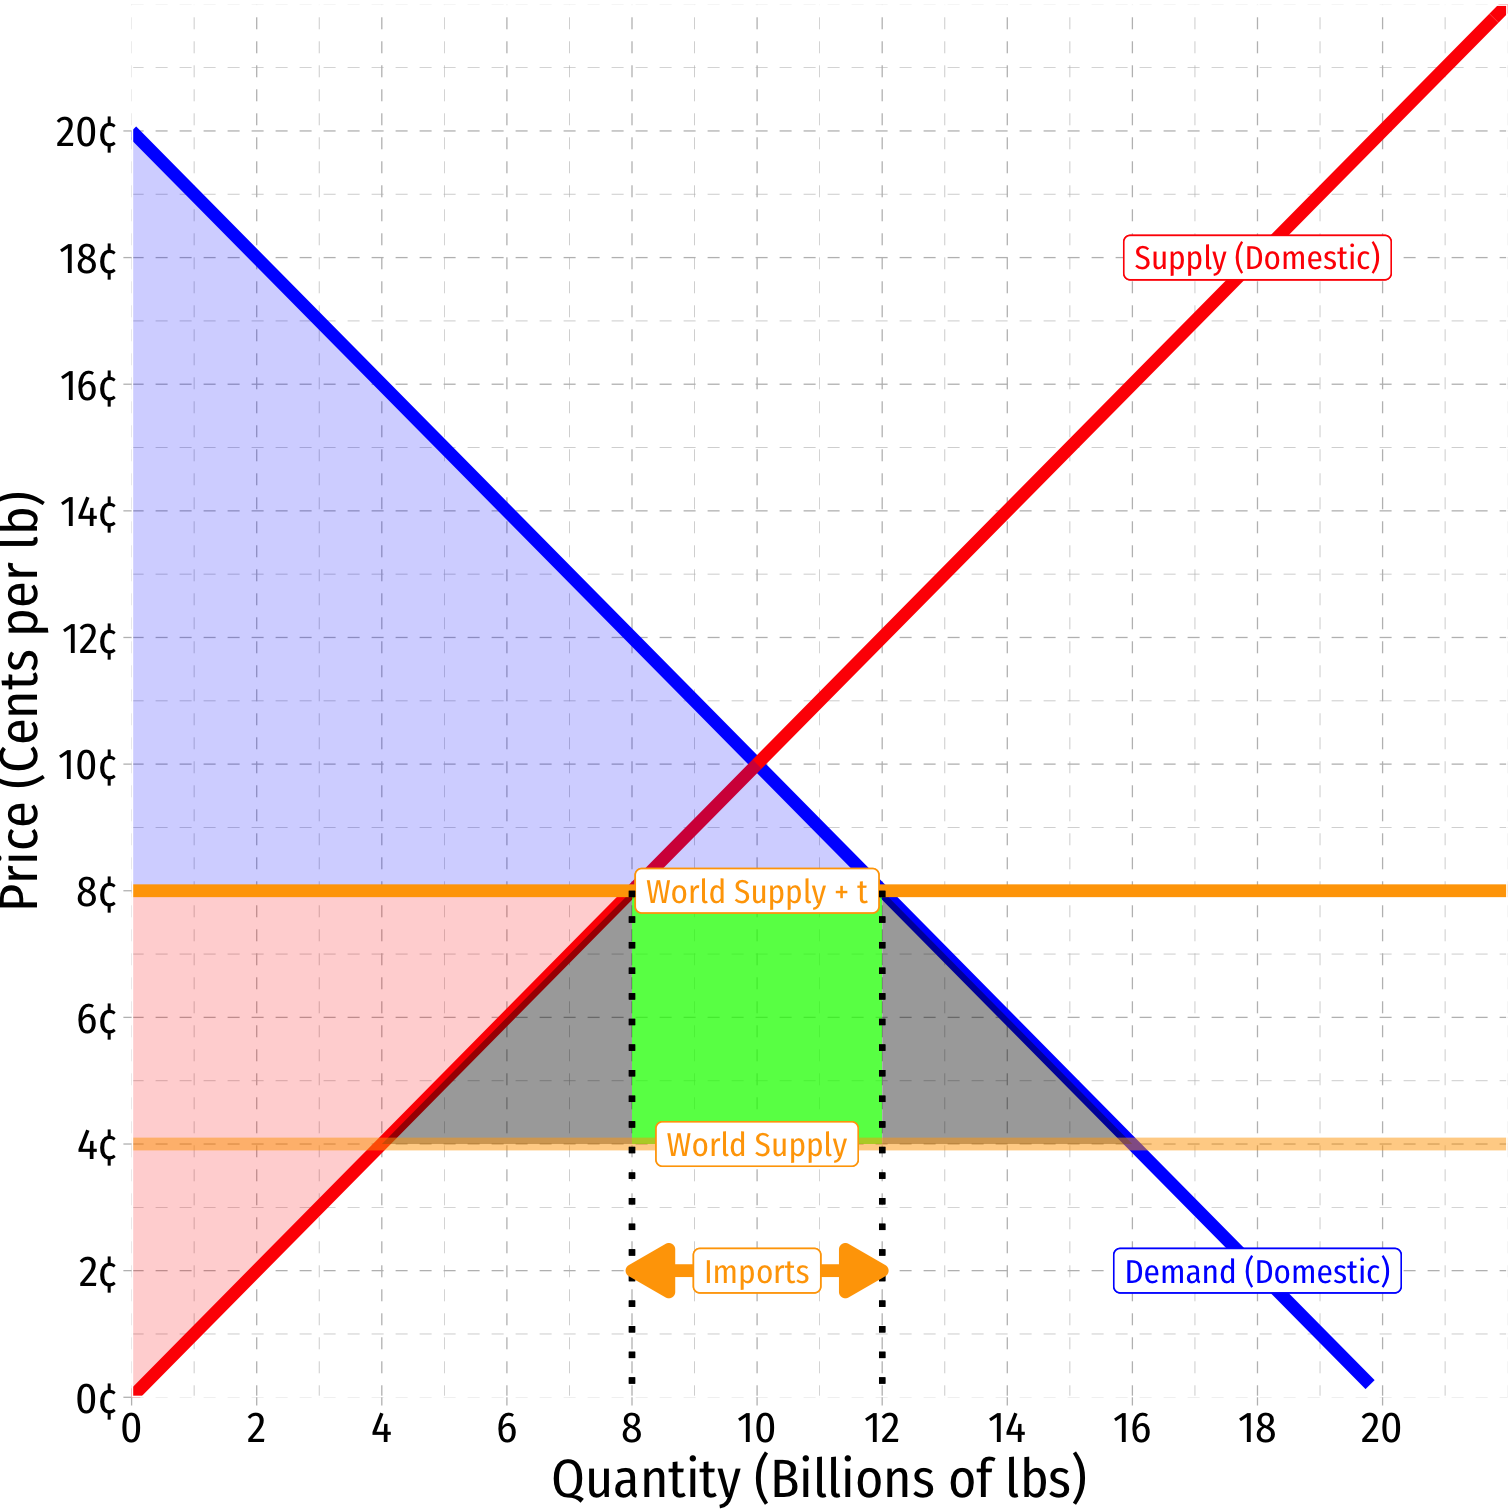 Price (Cents per lb)
20¢
18¢
16¢
14¢
12¢
10¢
8¢
6¢
4¢
2¢
0¢
Supply (Domestic)
World Supply + t
World Supply
Imports
Demand (Domestic)
0 2 4 6 8 10 12 14 16 18 20
Quantity (Billions of lbs)